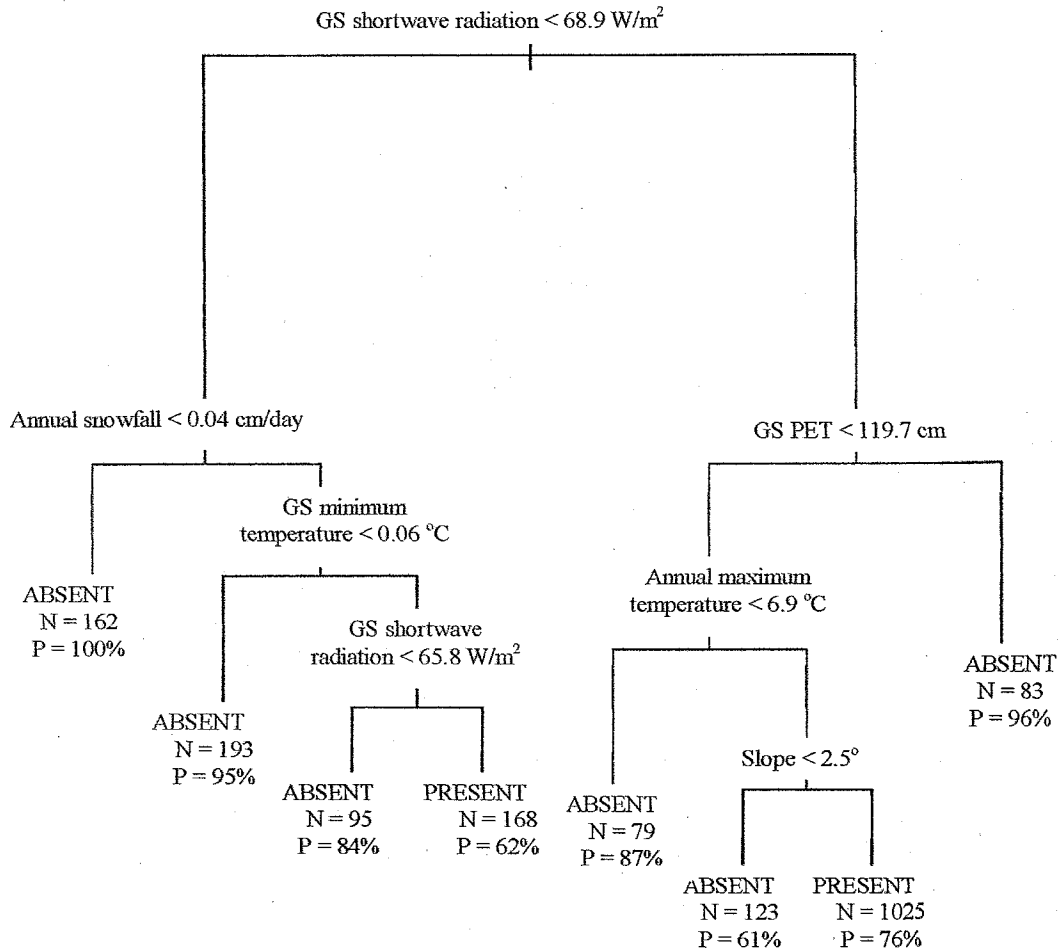 GS shortwave radiation < 68.9 W/m²
Annual snowfall < 0.04 cm/day
GS PET < 119.7 cm
GS minimum
temperature < 0.06 °C
ABSENT
N = 162
P = 100%
Annual maximum
temperature < 6.9 °C
GS shortwave
radiation < 65.8 W/m²
ABSENT
N = 83
P = 96%
ABSENT
N = 193
P = 95%
Slope < 2.5°
ABSENT
N = 95
P = 84%
PRESENT
N = 168
P = 62%
ABSENT
N = 79
P = 87%
ABSENT
N = 123
P = 61%
PRESENT
N = 1025
P = 76%